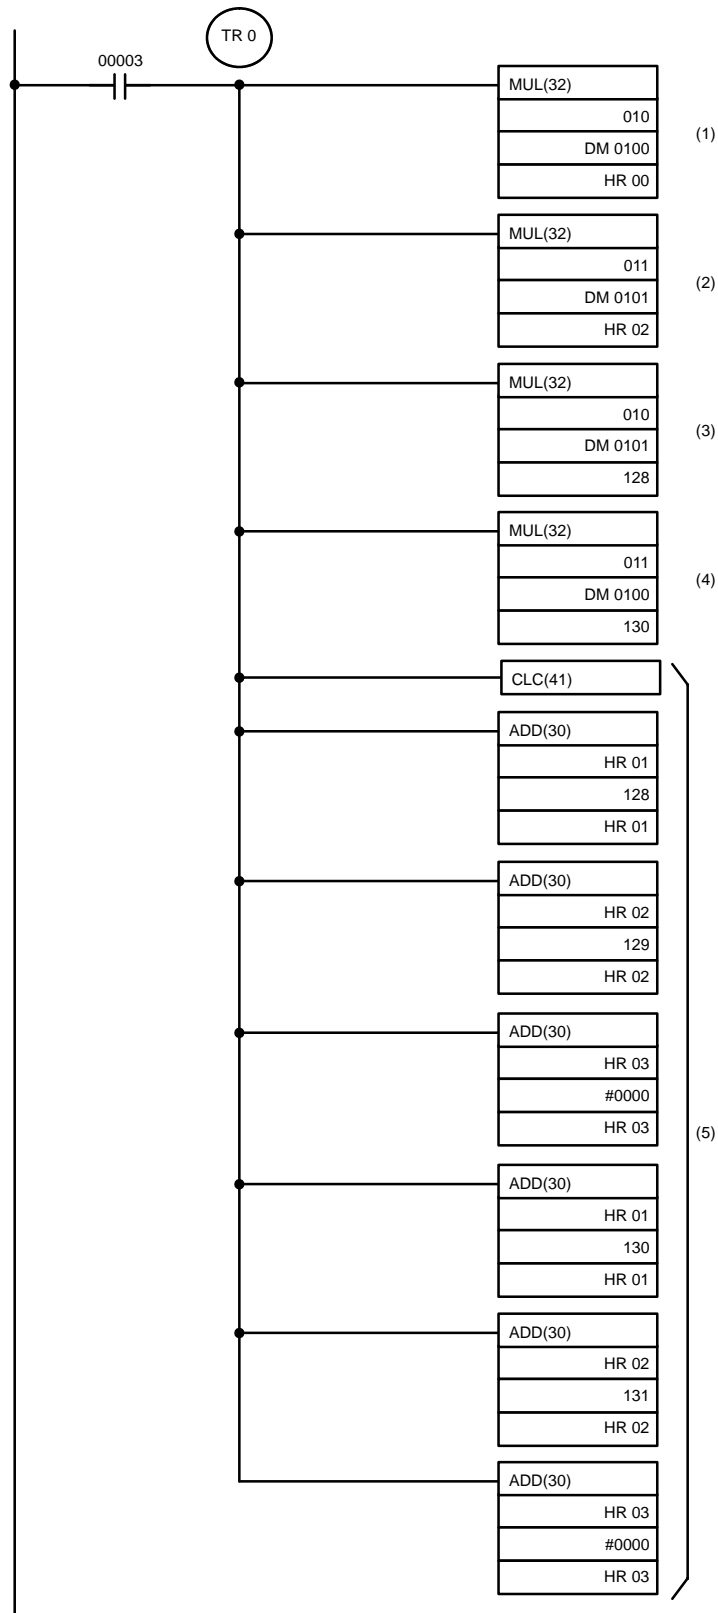 TR 0
00003
MUL(32)
010
DM 0100
HR 00
(1)
MUL(32)
011
DM 0101
HR 02
(2)
MUL(32)
010
DM 0101
128
(3)
MUL(32)
011
DM 0100
130
(4)
CLC(41)
ADD(30)
HR 01
128
HR 01
ADD(30)
HR 02
129
HR 02
ADD(30)
HR 03
#0000
HR 03
(5)
ADD(30)
HR 01
130
HR 01
ADD(30)
HR 02
131
HR 02
ADD(30)
HR 03
#0000
HR 03